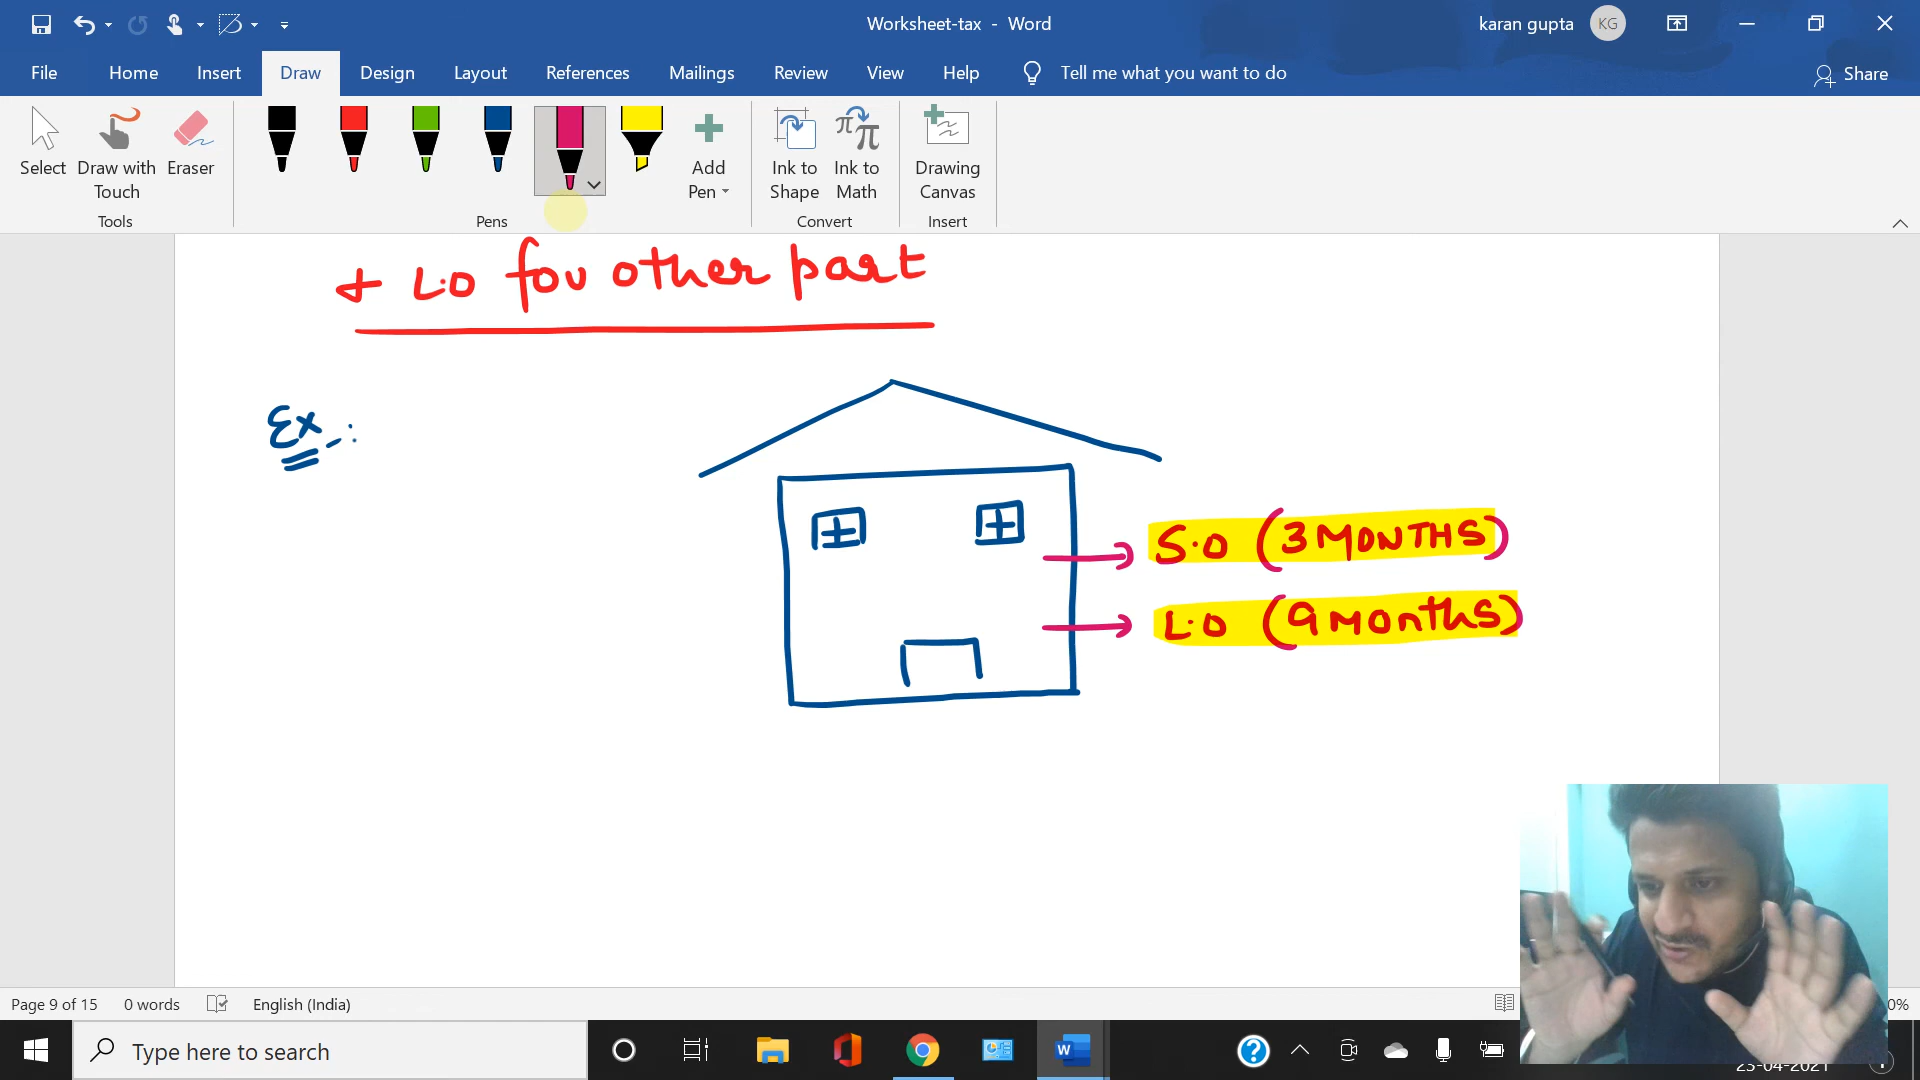 Worksheet-tax - Word
karan gupta KG
File Home Insert Draw Design Layout References Mailings Review View Help Tell me what you want to do Share
Select Draw with Touch Eraser Add Pen Ink to Shape Ink to Math Drawing Canvas
Tools Pens Convert Insert
+ L.O for other part
Ex -:
S.O (3 MONTHS)
L.O (9 Months)
Page 9 of 15 0 words English (India) 0%
Type here to search